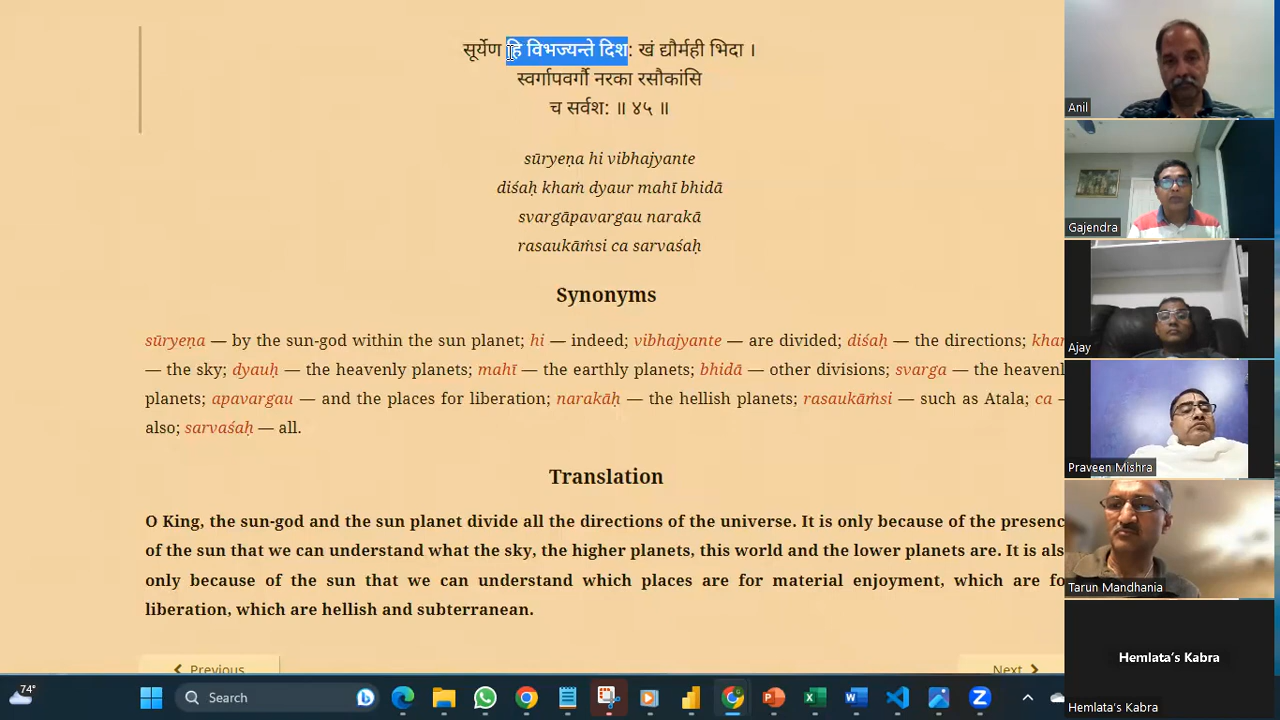 सूर्येण हि विभज्यन्ते दिश: खं द्यौर्मही भिदा ।
स्वर्गापवर्गौ नरका रसौकांसि
च सर्वश: ॥ ४५ ॥
sūryeṇa hi vibhajyante
diśaḥ khaṁ dyaur mahī bhidā
svargāpavargau narakā
rasaukāṁsi ca sarvaśaḥ
Synonyms
sūryeṇa — by the sun-god within the sun planet; hi — indeed; vibhajyante — are divided; diśaḥ — the directions;
— the sky; dyauḥ — the heavenly planets; mahī — the earthly planets; bhidā — other divisions; svarga — the
planets; apavargau — and the places for liberation; narakāḥ — the hellish planets; rasaukāṁsi — such as Atala; ca —
also; sarvaśaḥ — all.
Translation
O King, the sun-god and the sun planet divide all the directions of the universe. It is only because of the
of the sun that we can understand what the sky, the higher planets, this world and the lower planets are. It is
only because of the sun that we can understand which places are for material enjoyment, which are
liberation, which are hellish and subterranean.
Previous
Next
Anil
Gajendra
Ajay
Praveen Mishra
Tarun Mandhania
Hemlata's Kabra
Hemlata's Kabra
74°
Search